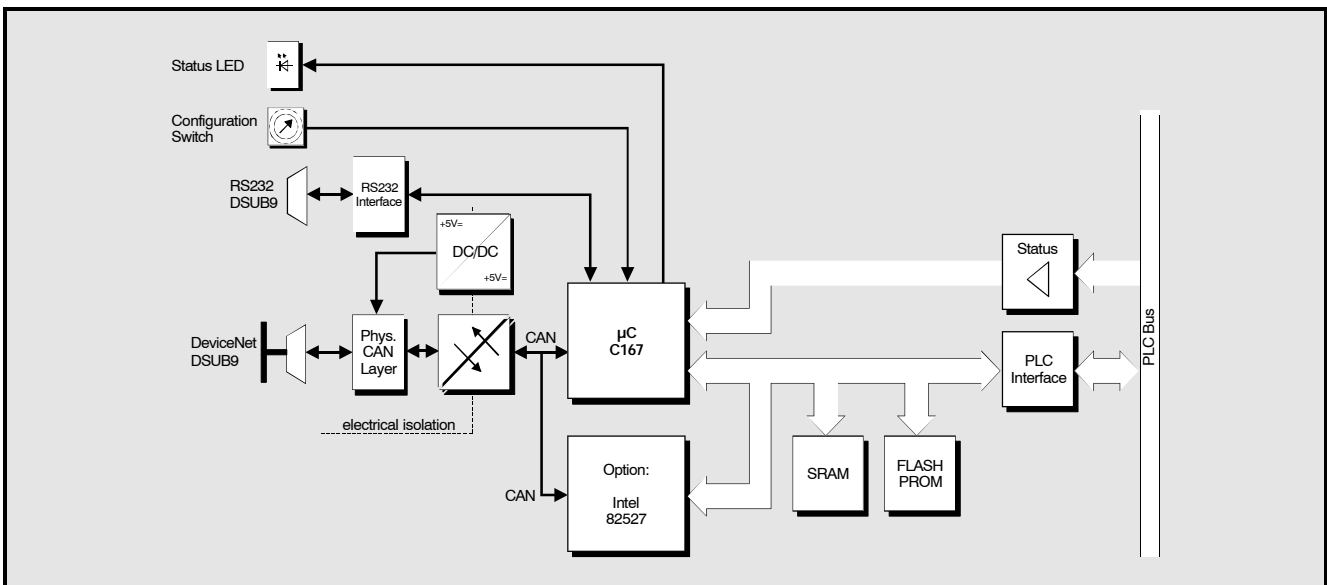 Status LED
Configuration
Switch
RS232
DSUB9
RS232
Interface
+5V=
DC/DC
+5V=
Status
DeviceNet
DSUB9
Phys.
CAN
Layer
CAN
µC
C167
PLC
Interface
PLC Bus
electrical isolation
CAN
Option:
Intel
82527
SRAM
FLASH
PROM